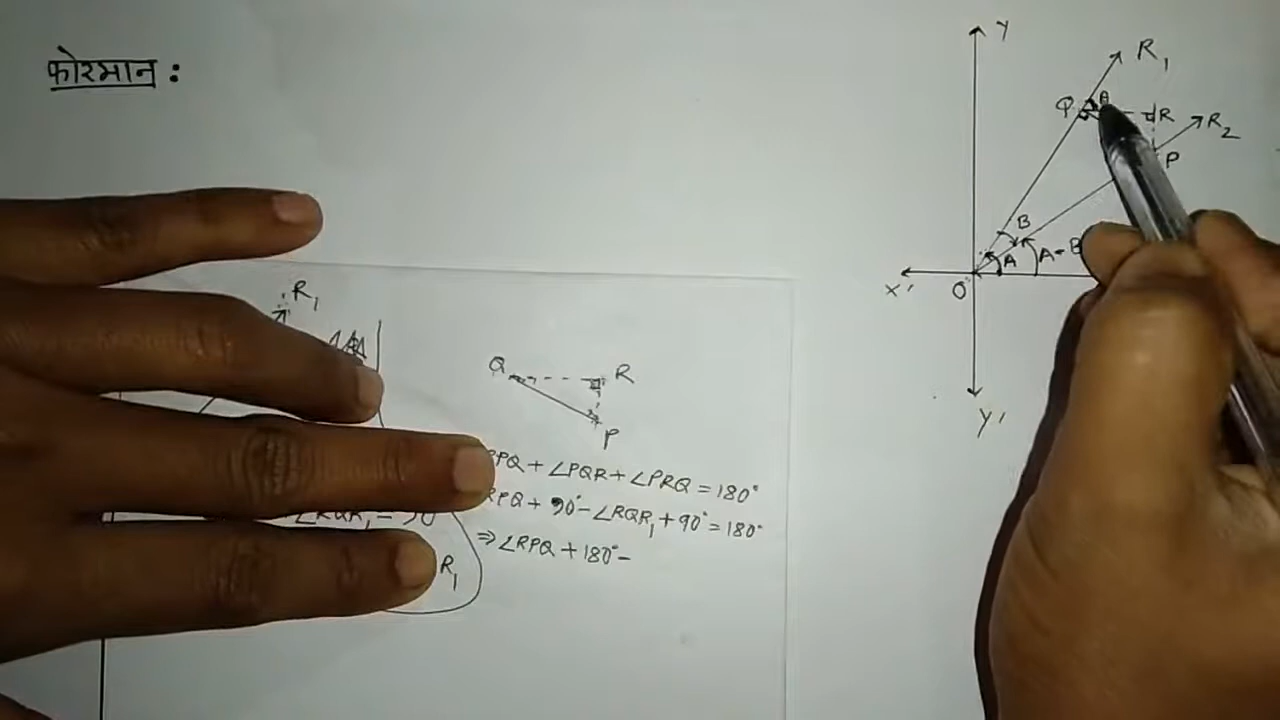 फोरमान :
Y
R1
Q
R
R2
P
B
A
A-B
X'
O
Y'
R1
Q
R
P
RPQ + ∠PQR + ∠PRQ = 180°
RPQ + 90° - ∠RQR1 + 90° = 180°
⇒ ∠RPQ + 180° -
R1